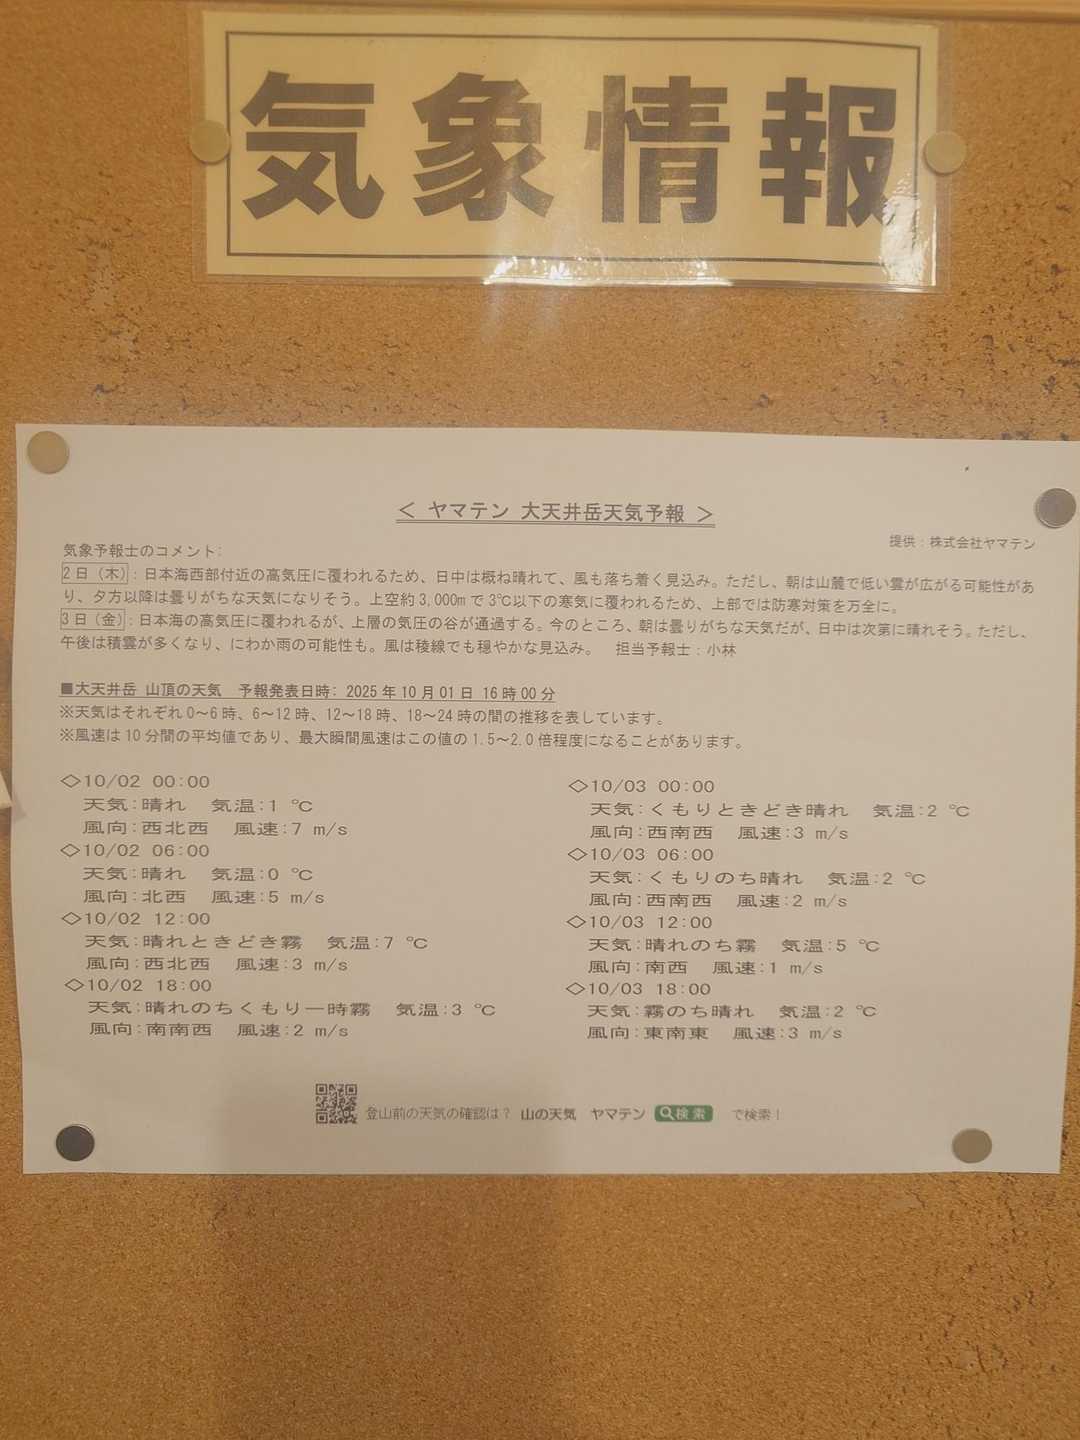 気象情報
＜ ヤマテン 大天井岳天気予報 ＞
提供：株式会社ヤマテン
気象予報士のコメント:
2日（木）：日本海西部付近の高気圧に覆われるため、日中は概ね晴れて、風も落ち着く見込み。ただし、朝は山麓で低い雲が広がる可能性があ
り、夕方以降は曇りがちな天気になりそう。上空約3,000mで3℃以下の寒気に覆われるため、上部では防寒対策を万全に。
3日（金）：日本海の高気圧に覆われるが、上層の気圧の谷が通過する。今のところ、朝は曇りがちな天気だが、日中は次第に晴れそう。ただし、
午後は積雲が多くなり、にわか雨の可能性も。風は稜線でも穏やかな見込み。　担当予報士：小林
■大天井岳 山頂の天気　予報発表日時: 2025年10月01日 16時00分
※天気はそれぞれ0～6時、6～12時、12～18時、18～24時の間の推移を表しています。
※風速は10分間の平均値であり、最大瞬間風速はこの値の1.5～2.0倍程度になることがあります。
◇10/02 00:00
天気:晴れ　気温:1 ℃
風向:西北西　風速:7 m/s
◇10/02 06:00
天気:晴れ　気温:0 ℃
風向:北西　風速:5 m/s
◇10/02 12:00
天気:晴れときどき霧　気温:7 ℃
風向:西北西　風速:3 m/s
◇10/02 18:00
天気:晴れのちくもり一時霧　気温:3 ℃
風向:南南西　風速:2 m/s
◇10/03 00:00
天気:くもりときどき晴れ　気温:2 ℃
風向:西南西　風速:3 m/s
◇10/03 06:00
天気:くもりのち晴れ　気温:2 ℃
風向:西南西　風速:2 m/s
◇10/03 12:00
天気:晴れのち霧　気温:5 ℃
風向:南西　風速:1 m/s
◇10/03 18:00
天気:霧のち晴れ　気温:2 ℃
風向:東南東　風速:3 m/s
登山前の天気の確認は？ 山の天気　ヤマテン 検索 で検索！